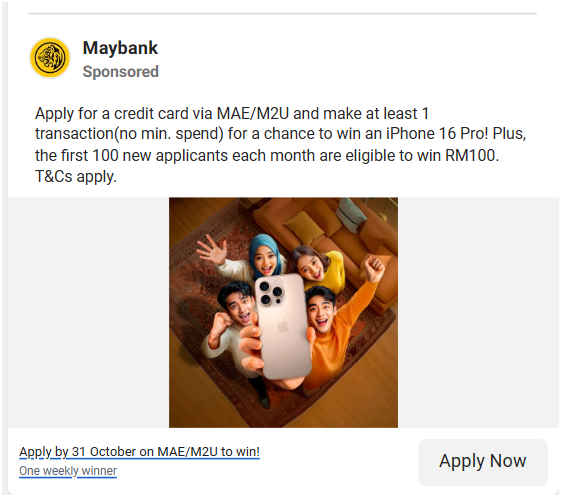 Maybank
Sponsored
Apply for a credit card via MAE/M2U and make at least 1
transaction(no min. spend) for a chance to win an iPhone 16 Pro! Plus,
the first 100 new applicants each month are eligible to win RM100.
T&Cs apply.
Apply by 31 October on MAE/M2U to win!
One weekly winner
Apply Now